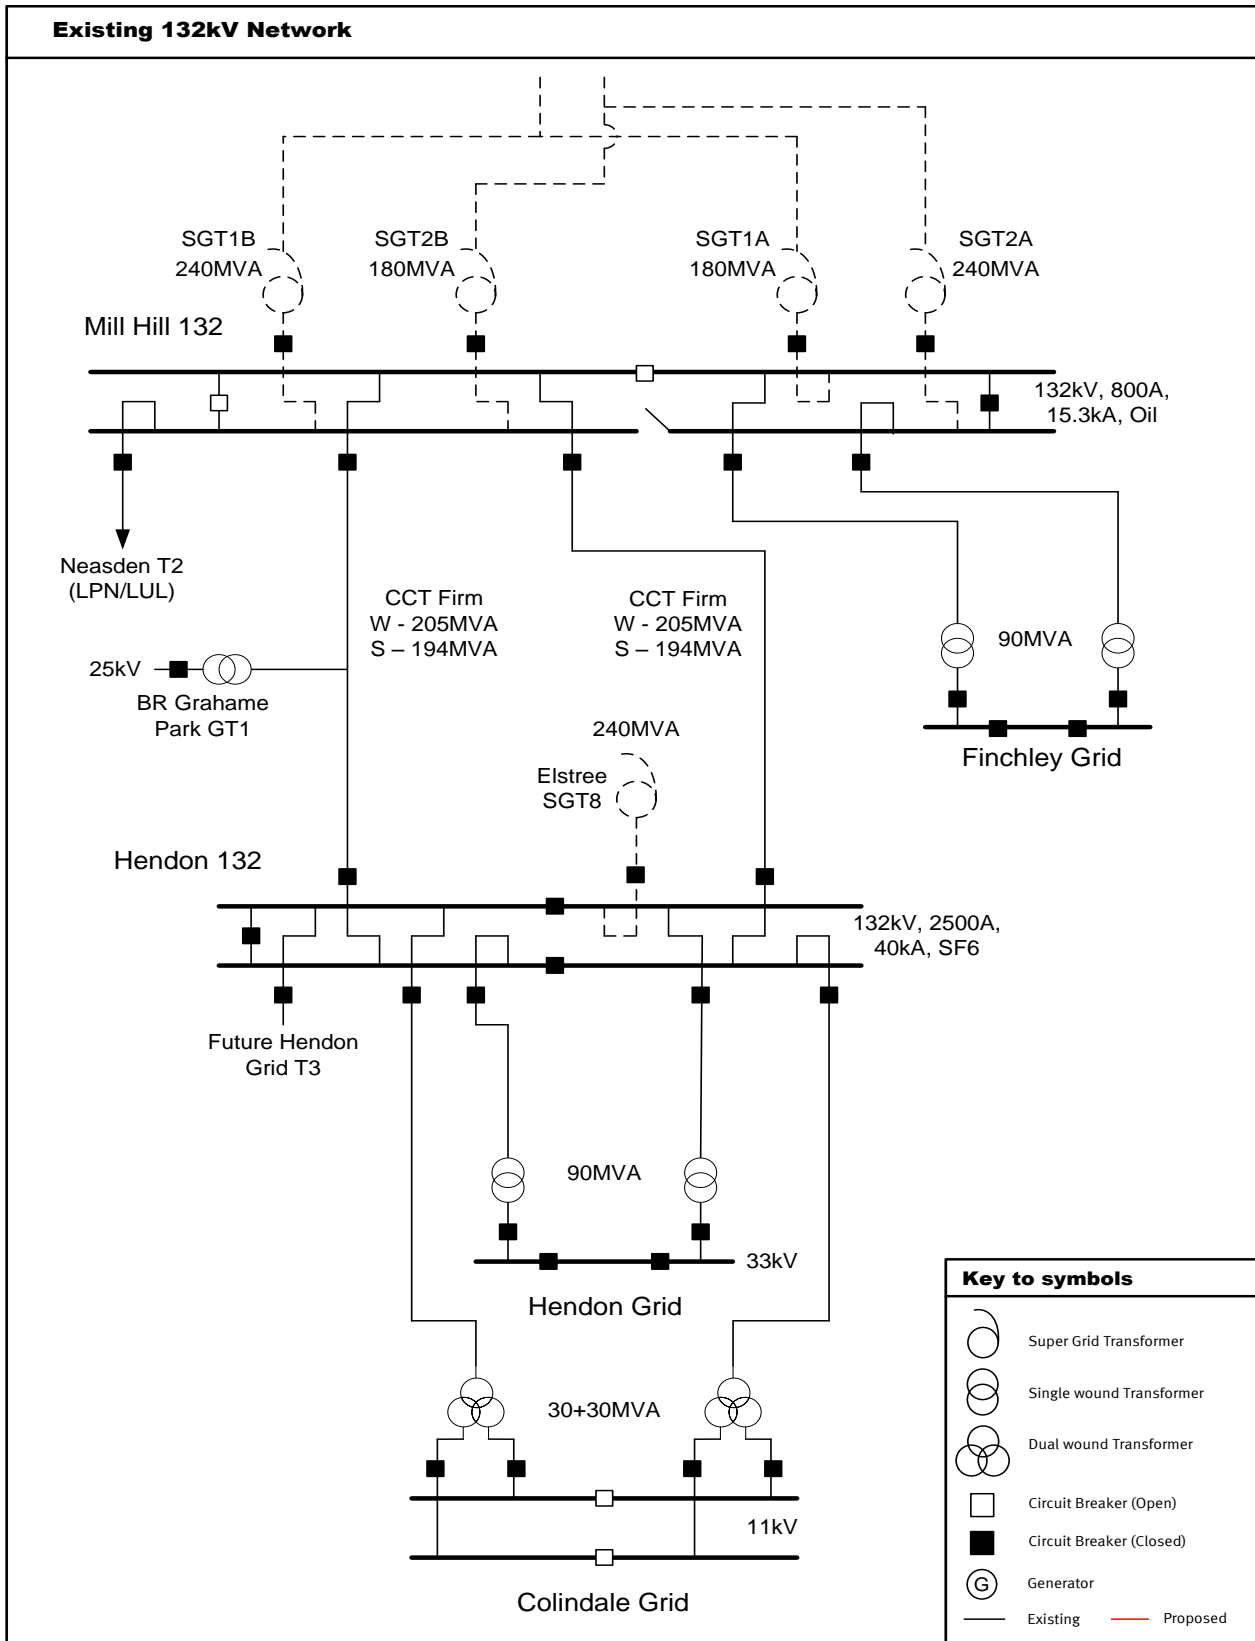 Existing 132kV Network
SGT1B
240MVA
SGT2B
180MVA
SGT1A
180MVA
SGT2A
240MVA
Mill Hill 132
132kV, 800A,
15.3kA, Oil
Neasden T2
(LPN/LUL)
CCT Firm
W - 205MVA
S – 194MVA
CCT Firm
W - 205MVA
S – 194MVA
90MVA
25kV
BR Grahame
Park GT1
Finchley Grid
240MVA
Elstree
SGT8
Hendon 132
132kV, 2500A,
40kA, SF6
Future Hendon
Grid T3
90MVA
33kV
Hendon Grid
30+30MVA
11kV
Colindale Grid
Key to symbols
Super Grid Transformer
Single wound Transformer
Dual wound Transformer
Circuit Breaker (Open)
Circuit Breaker (Closed)
G Generator
Existing Proposed